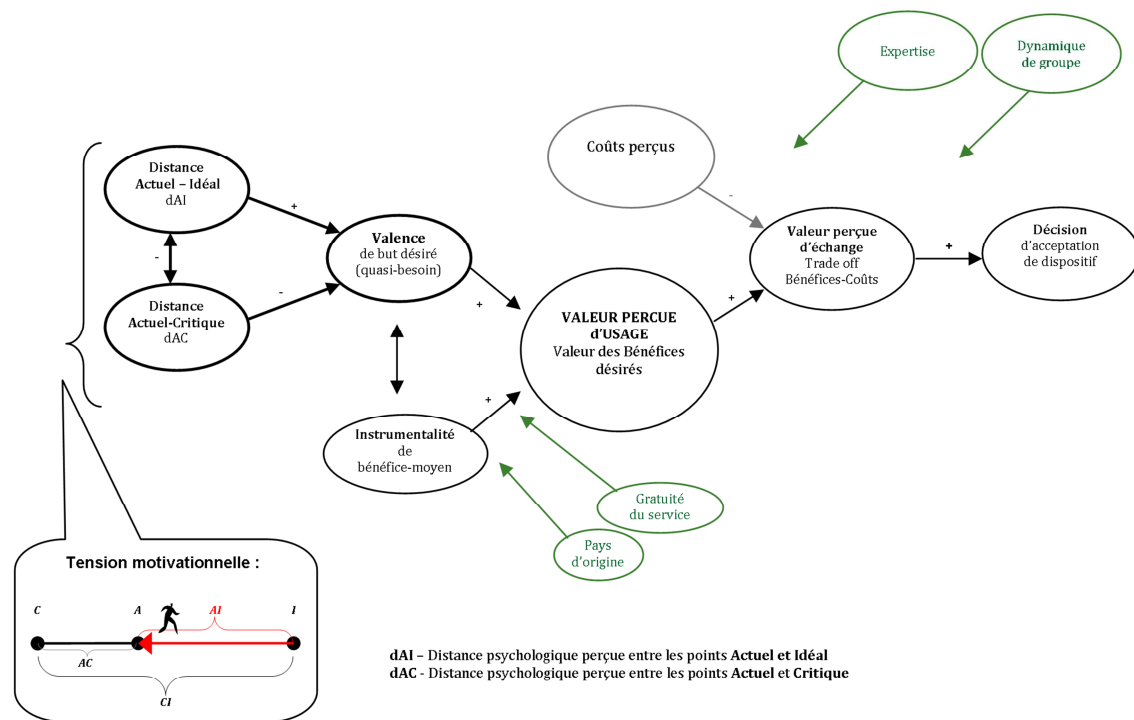 Expertise
Dynamique
de groupe
Coûts perçus
-
Distance
Actuel – Idéal
dAI
+
-
Distance
Actuel-Critique
dAC
-
Valence
de but désiré
(quasi-besoin)
+
Valeur perçue
d'échange
Trade off
Bénéfices-Coûts
+
Décision
d'acceptation
de dispositif
VALEUR PERCUE
d'USAGE
Valeur des Bénéfices
désirés
+
Instrumentalité
de
bénéfice-moyen
+
Gratuité
du service
Pays
d'origine
Tension motivationnelle :
C A AI I
AC
CI
dAI – Distance psychologique perçue entre les points Actuel et Idéal
dAC - Distance psychologique perçue entre les points Actuel et Critique